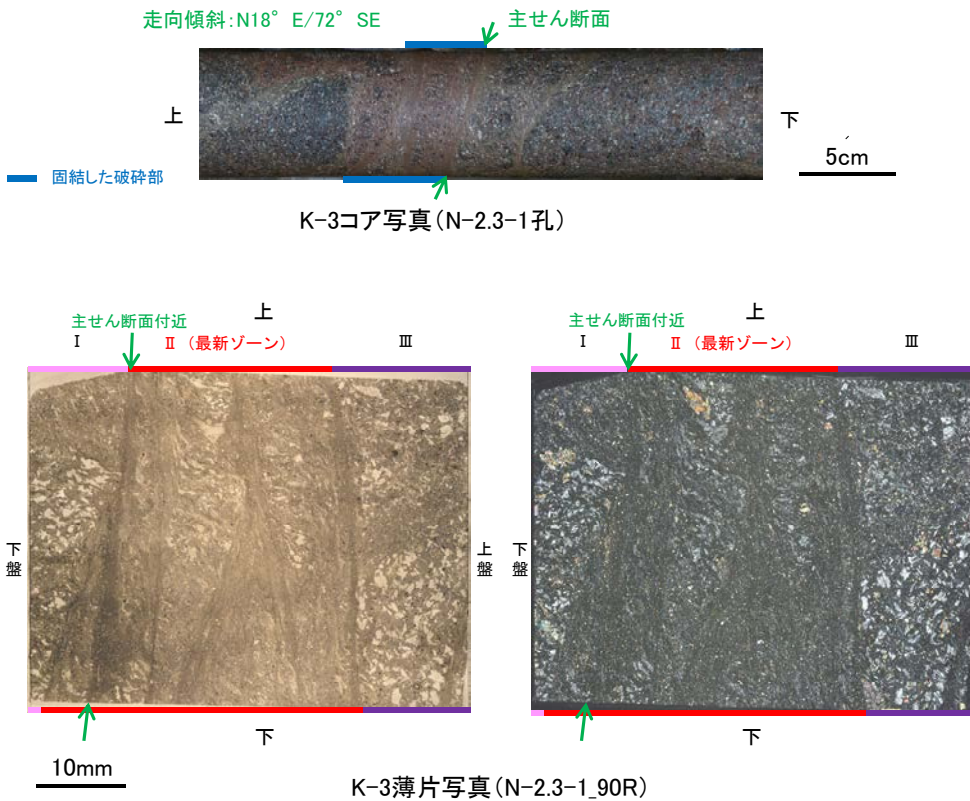 走向傾斜:N18°E/72°SE
主せん断面
上
下
5cm
固結した破砕部
K-3コア写真(N-2.3-1孔)
上
主せん断面付近
Ⅰ
Ⅱ(最新ゾーン)
Ⅲ
下盤
上盤
下
10mm
上
主せん断面付近
Ⅰ
Ⅱ(最新ゾーン)
Ⅲ
下盤
下
K-3薄片写真(N-2.3-1_90R)